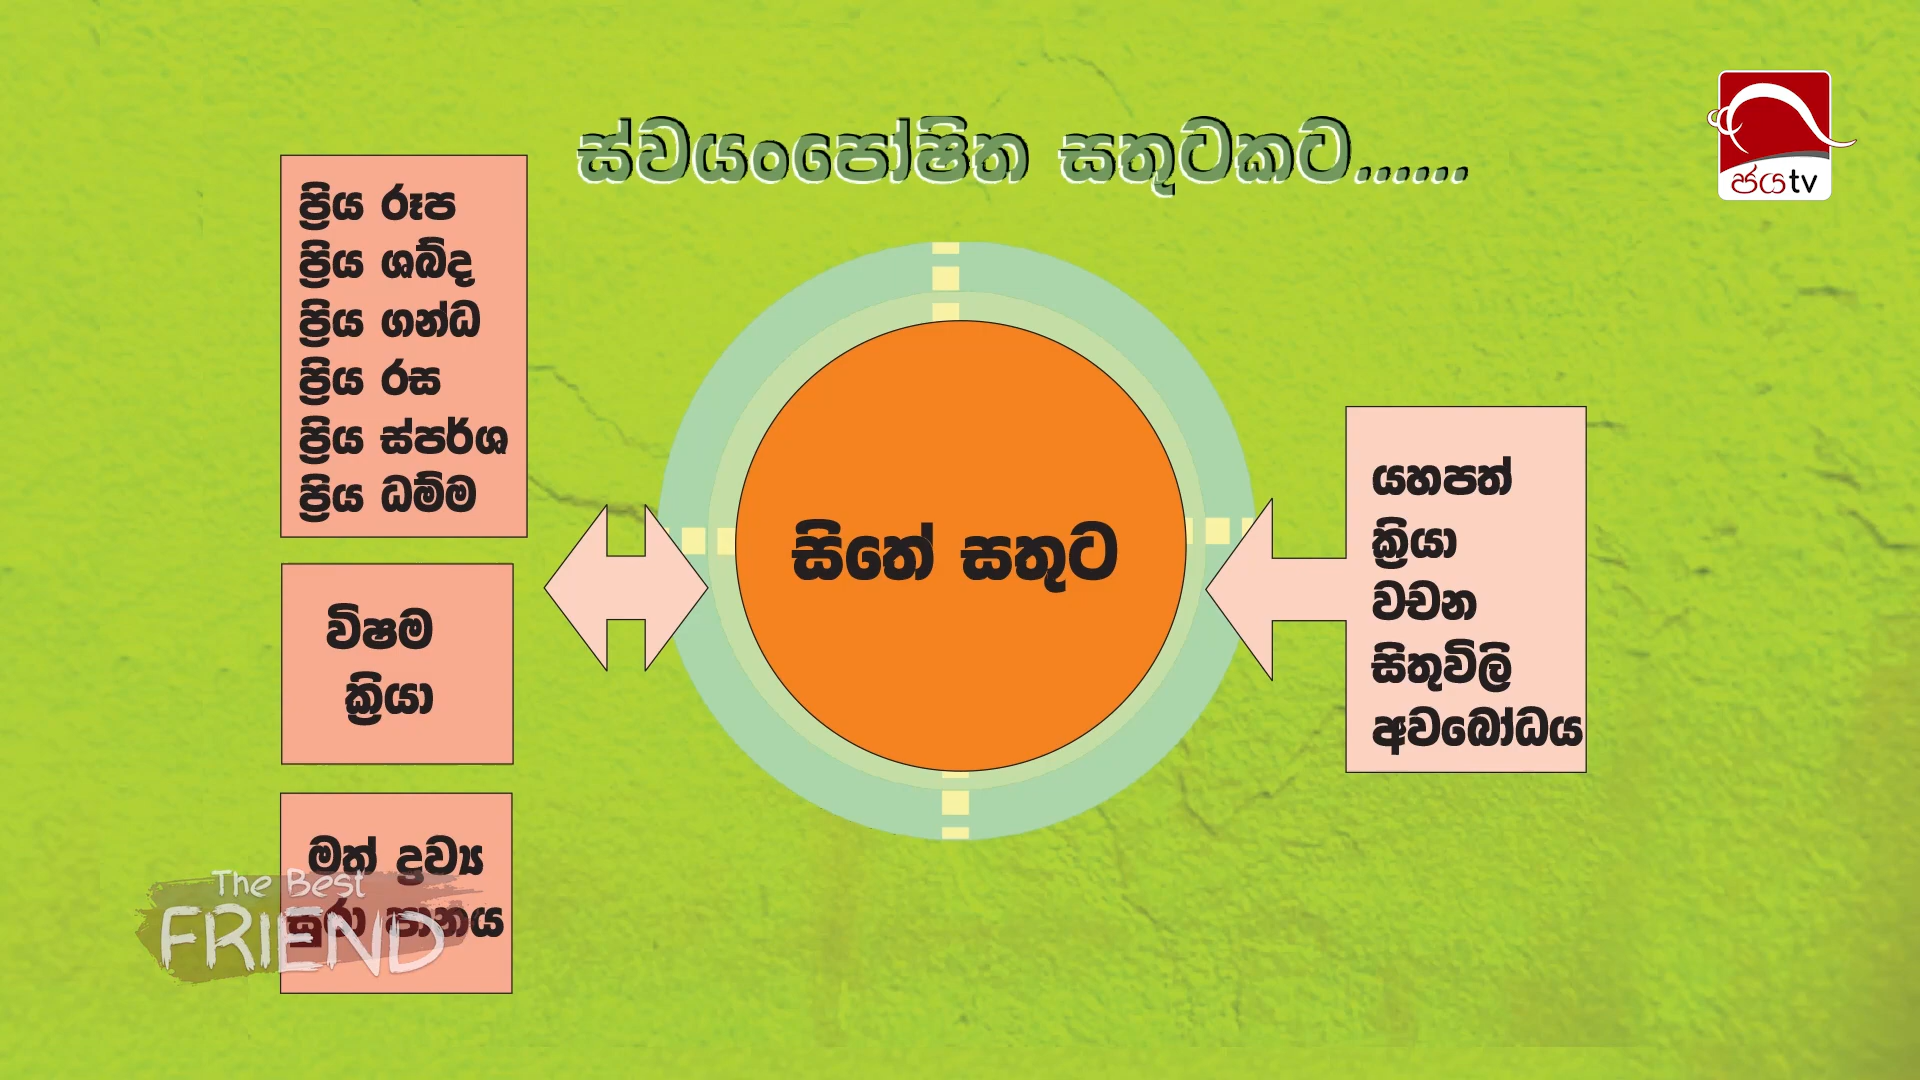 ස්වයංපෝෂිත සතුටකට......
ජයtv
ප්‍රිය රූප
ප්‍රිය ශබ්ද
ප්‍රිය ගන්ධ
ප්‍රිය රස
ප්‍රිය ස්පර්ශ
ප්‍රිය ධම්ම
විෂම
ක්‍රියා
මත් ද්‍රව්‍ය
සුරා පානය
සිතේ සතුට
යහපත්
ක්‍රියා
වචන
සිතුවිලි
අවබෝධය
The Best
FRIEND